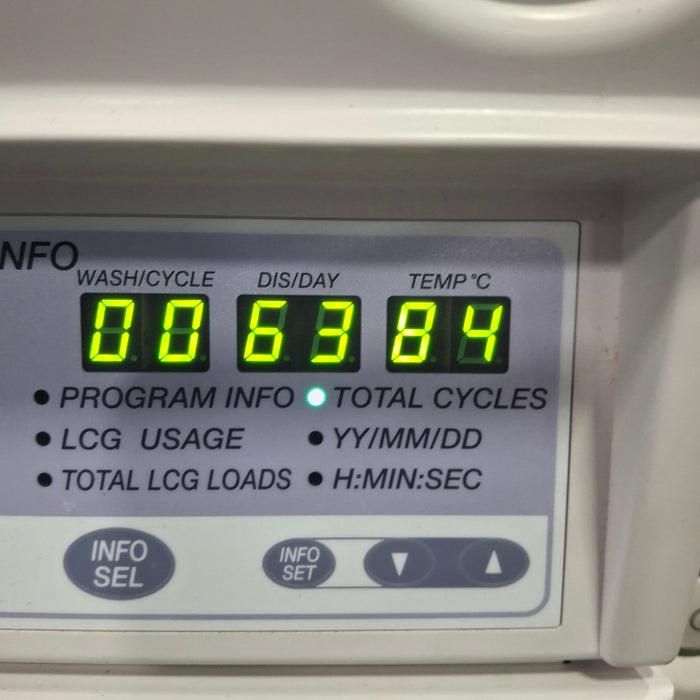 NFO
WASH/CYCLE DIS/DAY TEMP °C
00 63 84
PROGRAM INFO TOTAL CYCLES
LCG USAGE YY/MM/DD
TOTAL LCG LOADS H:MIN:SEC
INFO SEL INFO SET ▼ ▲